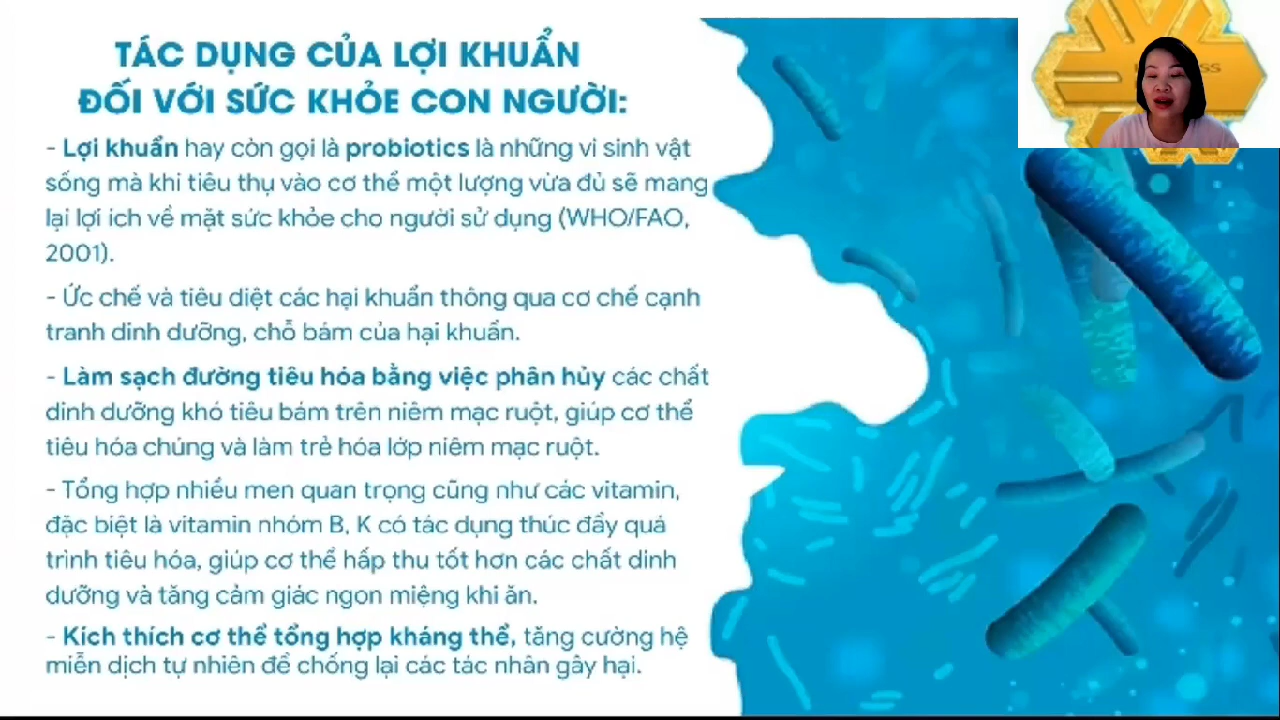 TÁC DỤNG CỦA LỢI KHUẨN
ĐỐI VỚI SỨC KHỎE CON NGƯỜI:
- Lợi khuẩn hay còn gọi là probiotics là những vi sinh vật
sống mà khi tiêu thụ vào cơ thể một lượng vừa đủ sẽ mang
lại lợi ích về mặt sức khỏe cho người sử dụng (WHO/FAO,
2001).
- Ức chế và tiêu diệt các hại khuẩn thông qua cơ chế cạnh
tranh dinh dưỡng, chỗ bám của hại khuẩn.
- Làm sạch đường tiêu hóa bằng việc phân hủy các chất
dinh dưỡng khó tiêu bám trên niêm mạc ruột, giúp cơ thể
tiêu hóa chúng và làm trẻ hóa lớp niêm mạc ruột.
- Tổng hợp nhiều men quan trọng cũng như các vitamin,
đặc biệt là vitamin nhóm B, K có tác dụng thúc đẩy quá
trình tiêu hóa, giúp cơ thể hấp thu tốt hơn các chất dinh
dưỡng và tăng cảm giác ngon miệng khi ăn.
- Kích thích cơ thể tổng hợp kháng thể, tăng cường hệ
miễn dịch tự nhiên để chống lại các tác nhân gây hại.